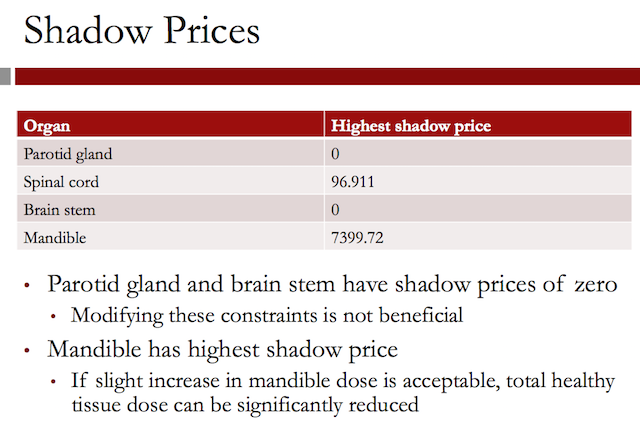 Shadow Prices
Organ Highest shadow price
Parotid gland 0
Spinal cord 96.911
Brain stem 0
Mandible 7399.72
• Parotid gland and brain stem have shadow prices of zero
• Modifying these constraints is not beneficial
• Mandible has highest shadow price
• If slight increase in mandible dose is acceptable, total healthy
tissue dose can be significantly reduced